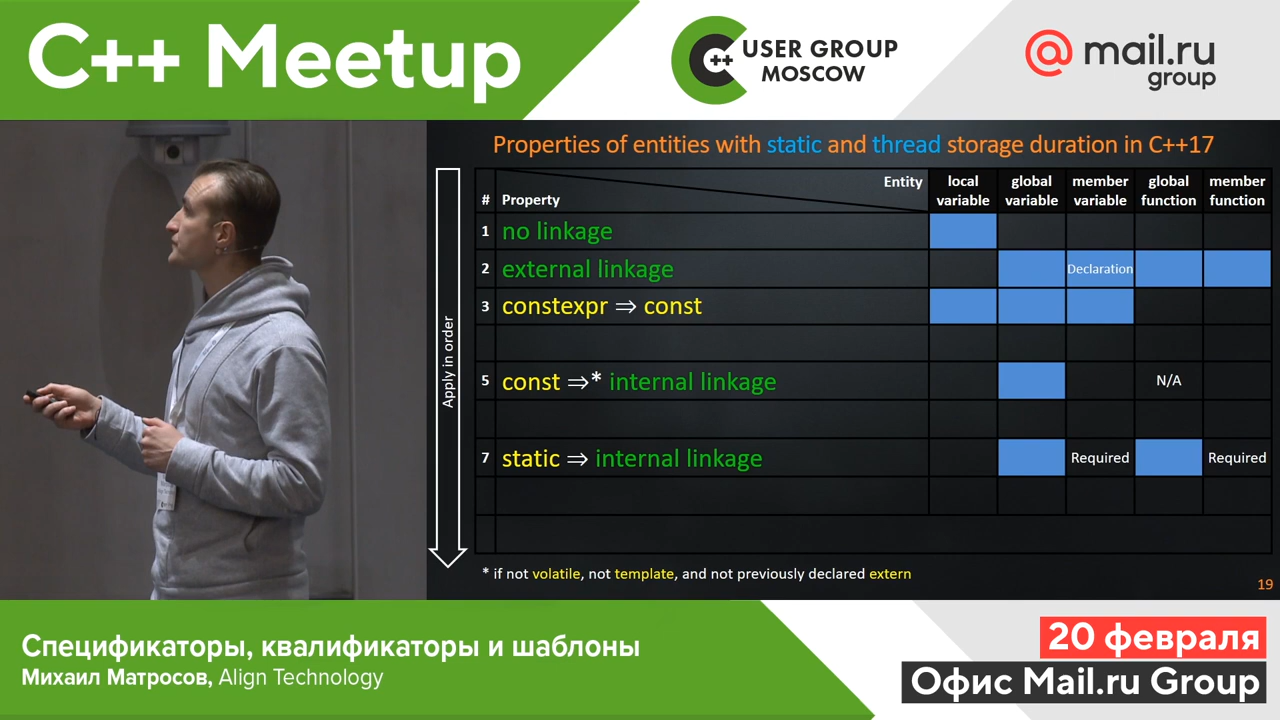 C++ Meetup
C++ USER GROUP
MOSCOW
@ mail.ru
group
Properties of entities with static and thread storage duration in C++17
Apply in order
# Property Entity local variable global variable member variable global function member function
1 no linkage
2 external linkage Declaration
3 constexpr ⇒ const
5 const ⇒* internal linkage N/A
7 static ⇒ internal linkage Required Required
* if not volatile, not template, and not previously declared extern
19
Спецификаторы, квалификаторы и шаблоны
Михаил Матросов, Align Technology
20 февраля
Офис Mail.ru Group